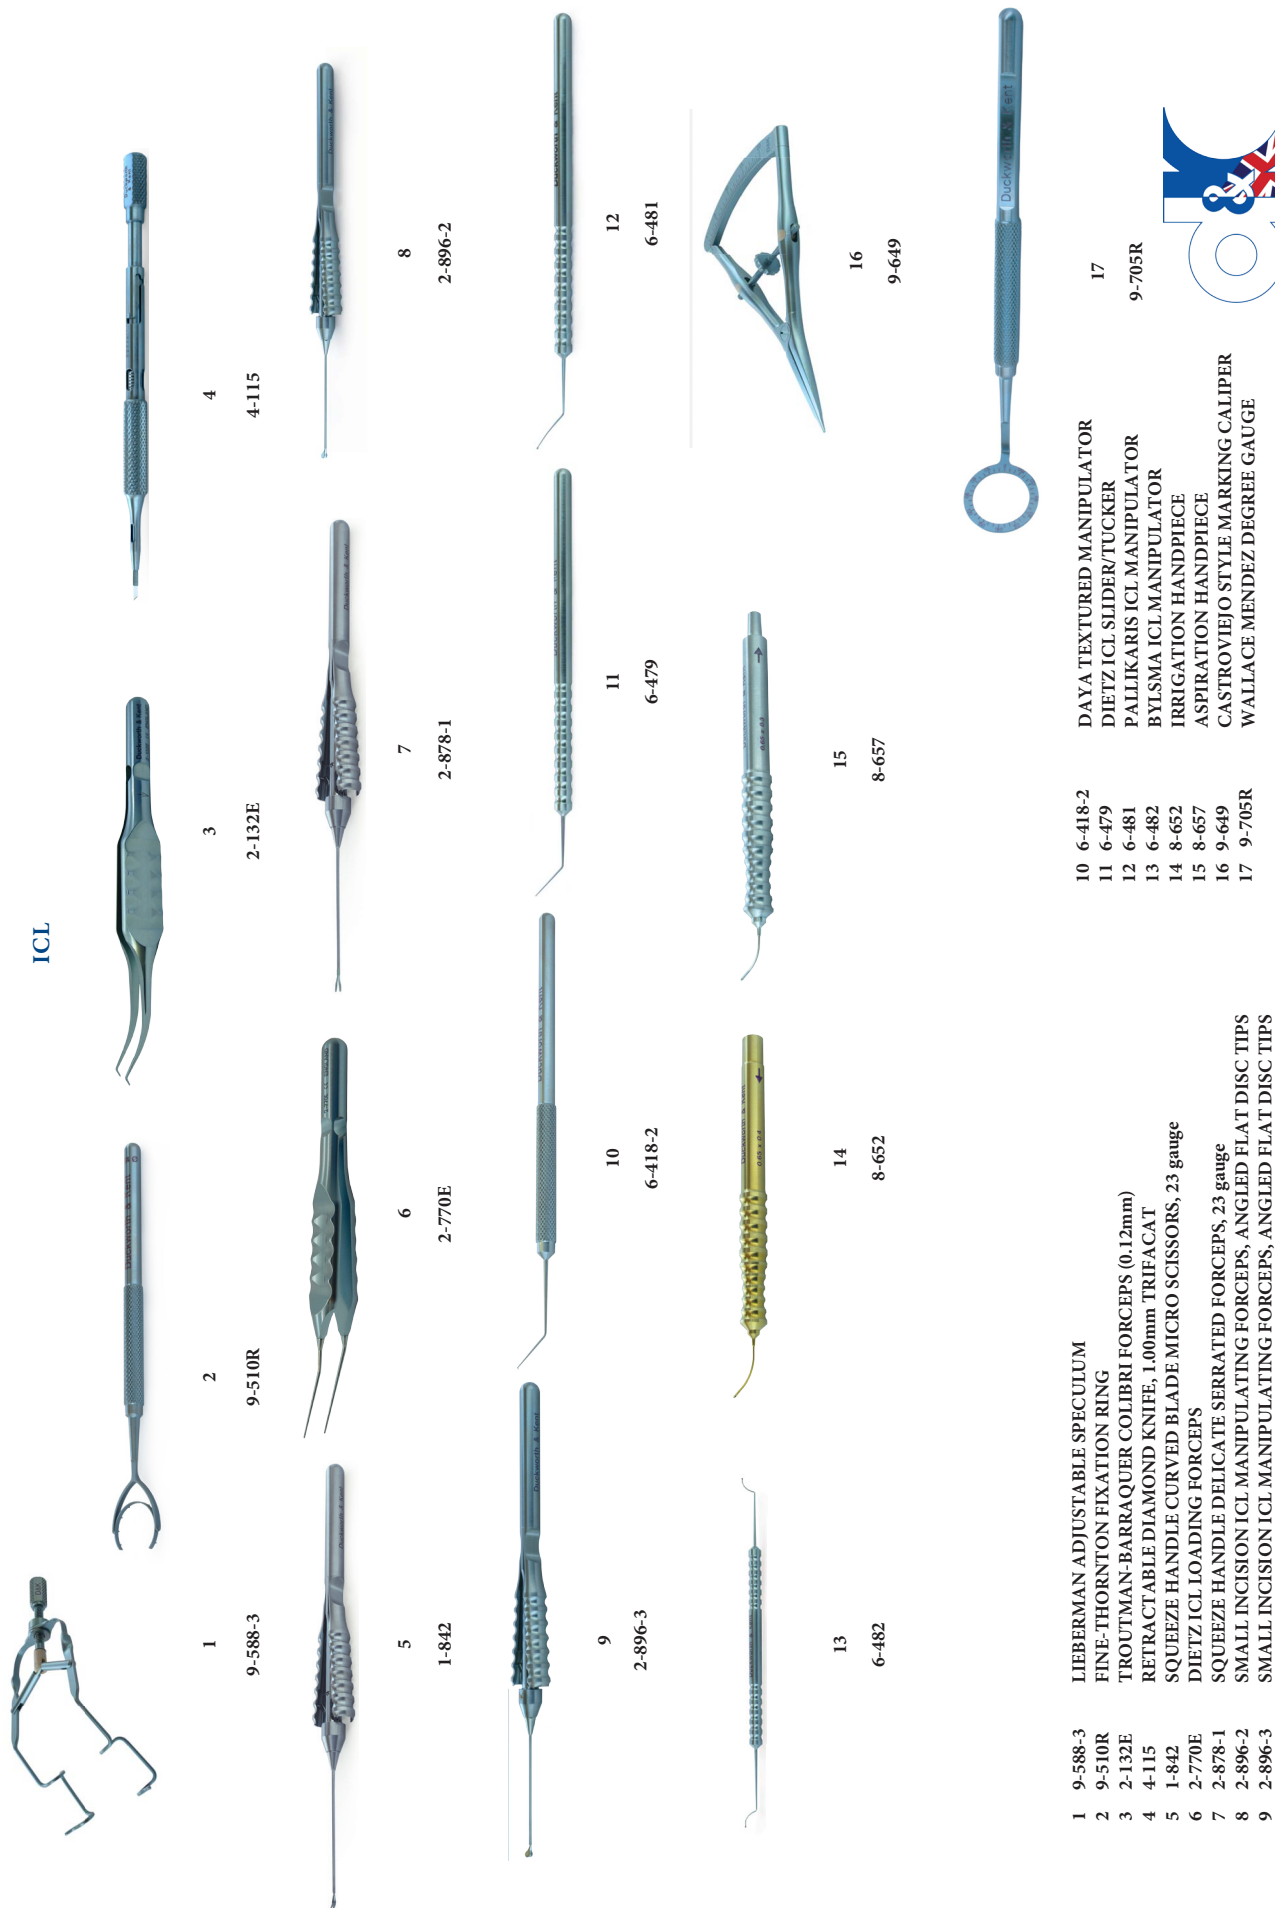 ICL
1
9-588-3
2
9-510R
3
2-132E
4
4-115
5
1-842
6
2-770E
7
2-878-1
8
2-896-2
9
2-896-3
10
6-418-2
11
6-479
12
6-481
13
6-482
14
8-652
15
8-657
16
9-649
17
9-705R
Duckworth & Kent
1 9-588-3 LIEBERMAN ADJUSTABLE SPECULUM
2 9-510R FINE-THORNTON FIXATION RING
3 2-132E TROUTMAN-BARRAQUER COLIBRI FORCEPS (0.12mm)
4 4-115 RETRACTABLE DIAMOND KNIFE, 1.00mm TRIFACAT
5 1-842 SQUEEZE HANDLE CURVED BLADE MICRO SCISSORS, 23 gauge
6 2-770E DIETZ ICL LOADING FORCEPS
7 2-878-1 SQUEEZE HANDLE DELICATE SERRATED FORCEPS, 23 gauge
8 2-896-2 SMALL INCISION ICL MANIPULATING FORCEPS, ANGLED FLAT DISC TIPS
9 2-896-3 SMALL INCISION ICL MANIPULATING FORCEPS, ANGLED FLAT DISC TIPS
10 6-418-2 DAYA TEXTURED MANIPULATOR
11 6-479 DIETZ ICL SLIDER/TUCKER
12 6-481 PALLIKARIS ICL MANIPULATOR
13 6-482 BYLSMA ICL MANIPULATOR
14 8-652 IRRIGATION HANDPIECE
15 8-657 ASPIRATION HANDPIECE
16 9-649 CASTROVIEJO STYLE MARKING CALIPER
17 9-705R WALLACE MENDEZ DEGREE GAUGE
d&k